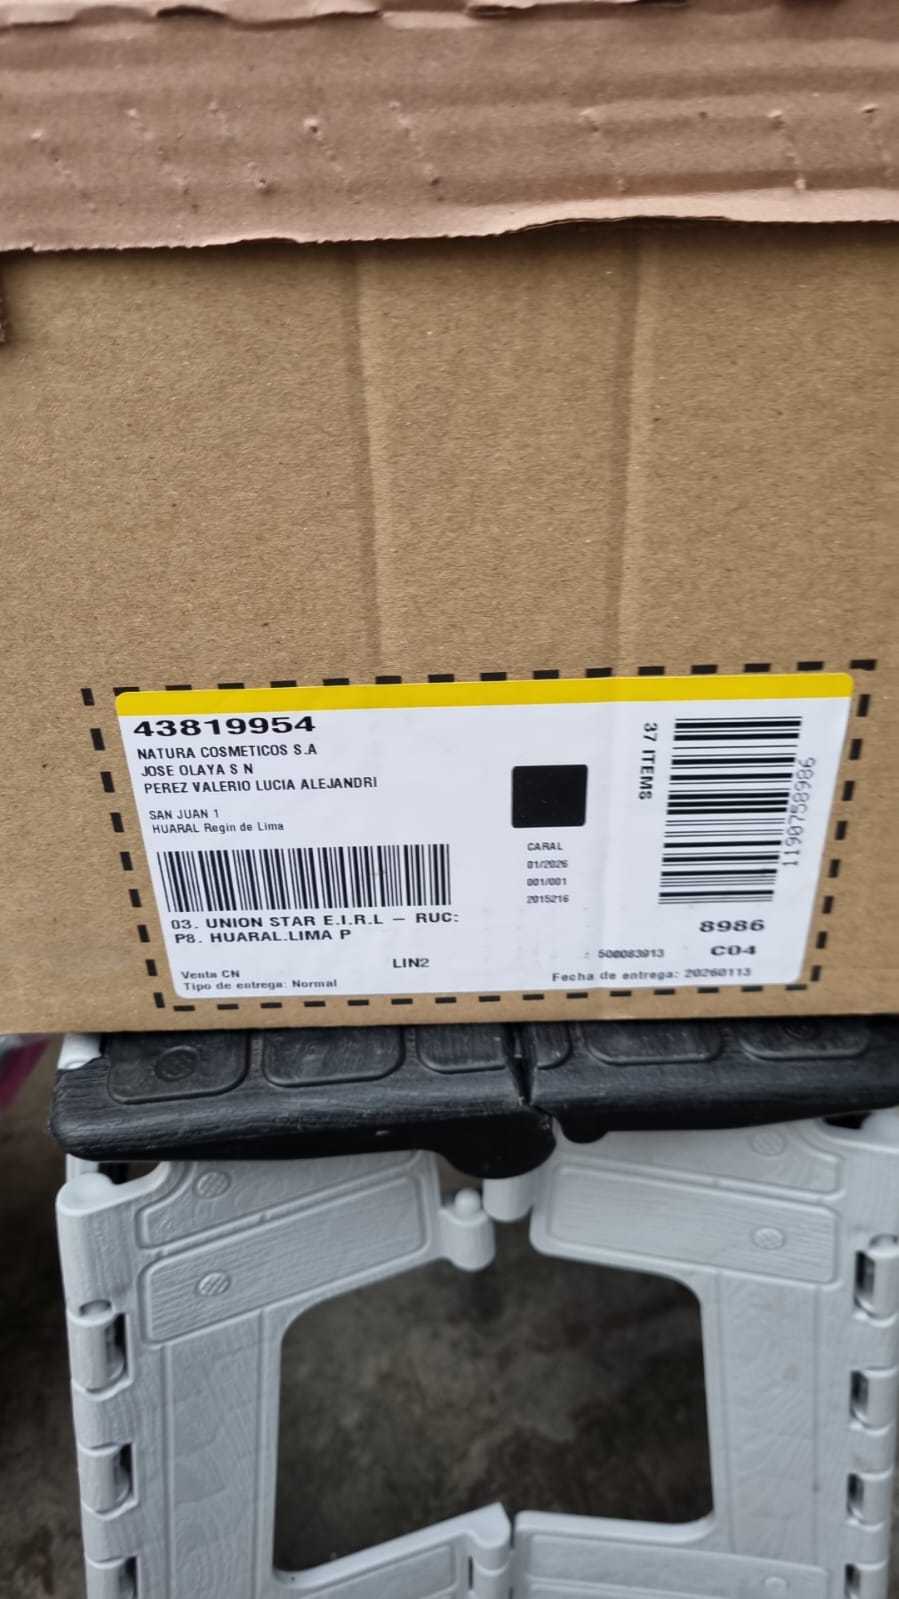 43819954
NATURA COSMETICOS S.A
JOSE OLAYA S N
PEREZ VALERIO LUCIA ALEJANDRI
SAN JUAN 1
HUARAL Regin de Lima
03. UNION STAR E.I.R.L – RUC:
P8. HUARAL.LIMA P
LIN2
Venta CN
Tipo de entrega: Normal
CARAL
01/2026
001/001
2015216
37 ITEMS
1190758986
8986
: 500083913
C04
Fecha de entrega: 20260113